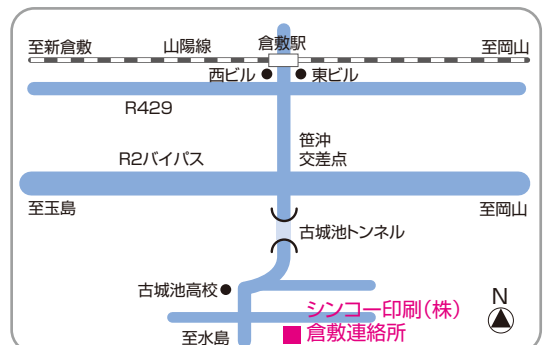 至新倉敷
山陽線
倉敷駅
至岡山
西ビル
東ビル
R429
笹沖
交差点
R2バイパス
至玉島
至岡山
古城池トンネル
古城池高校
シンコー印刷(株)
倉敷連絡所
至水島
N